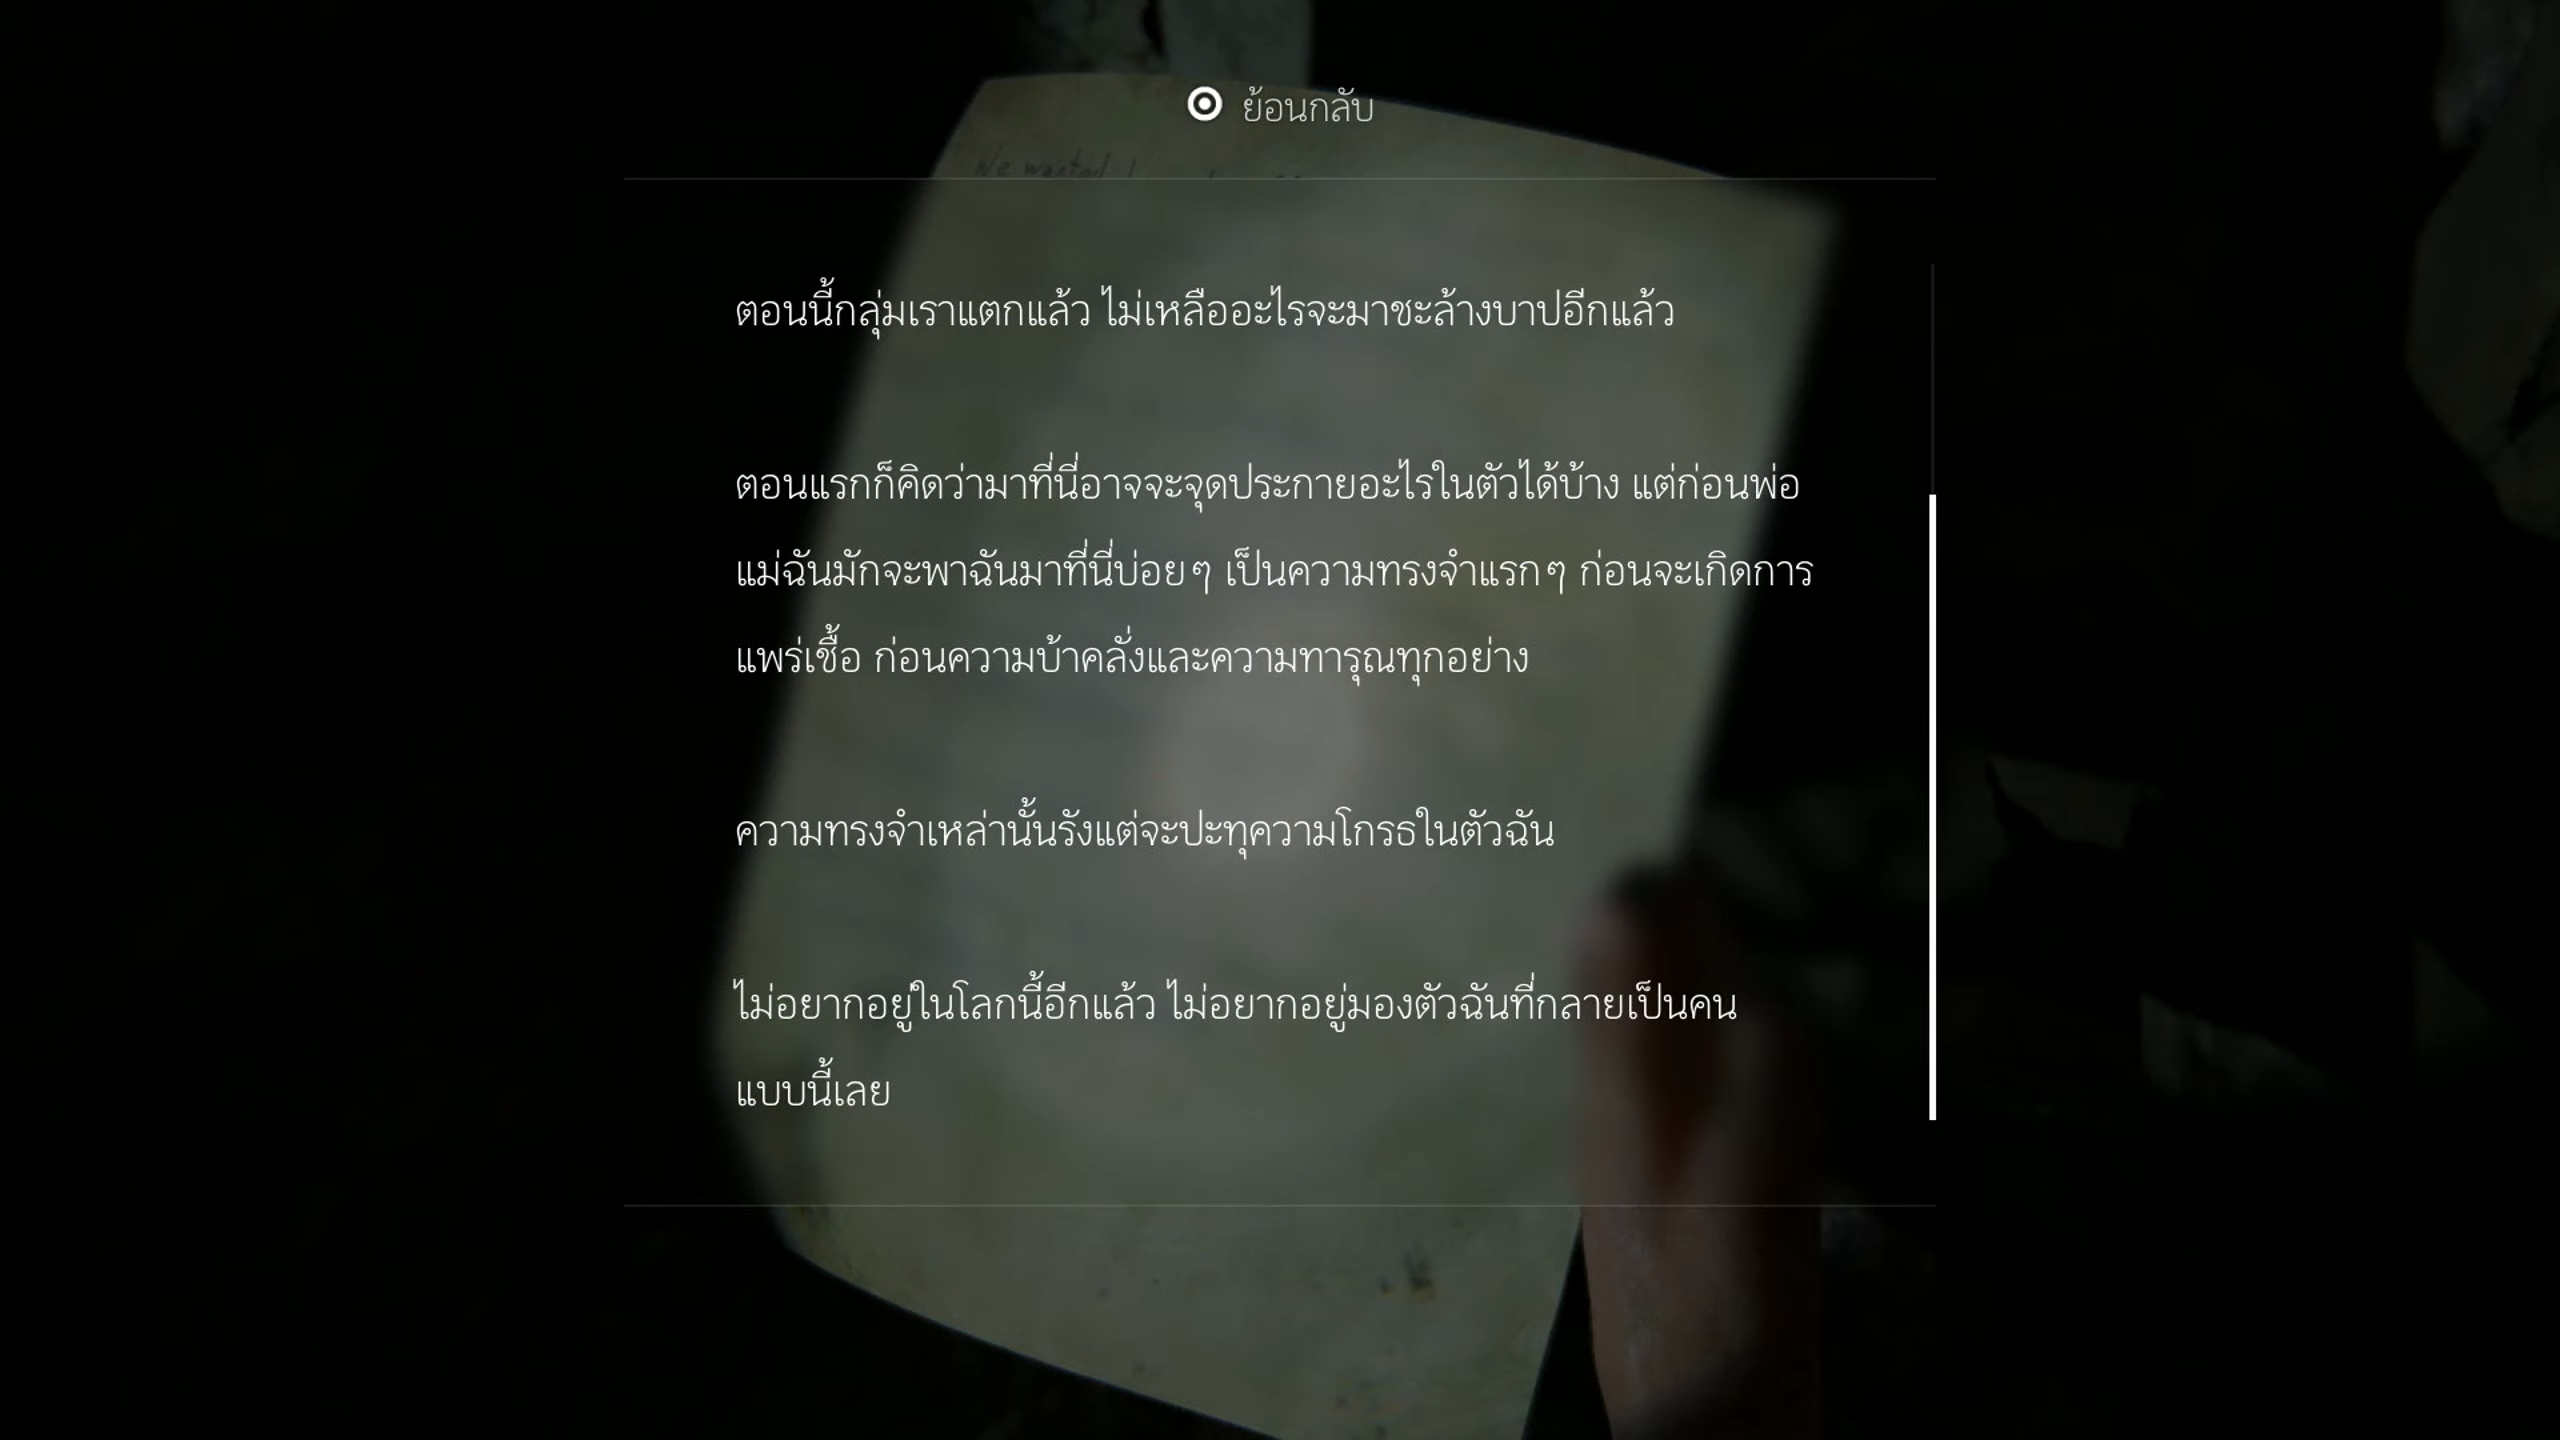 ย้อนกลับ
We wanted
ตอนนี้กลุ่มเราแตกแล้ว ไม่เหลืออะไรจะมาชะล้างบาปอีกแล้ว
ตอนแรกก็คิดว่ามาที่นี่อาจจะจุดประกายอะไรในตัวได้บ้าง แต่ก่อนพ่อ
แม่ฉันมักจะพาฉันมาที่นี่บ่อยๆ เป็นความทรงจำแรกๆ ก่อนจะเกิดการ
แพร่เชื้อ ก่อนความบ้าคลั่งและความทารุณทุกอย่าง
ความทรงจำเหล่านั้นรังแต่จะปะทุความโกรธในตัวฉัน
ไม่อยากอยู่ในโลกนี้อีกแล้ว ไม่อยากอยู่มองตัวฉันที่กลายเป็นคน
แบบนี้เลย